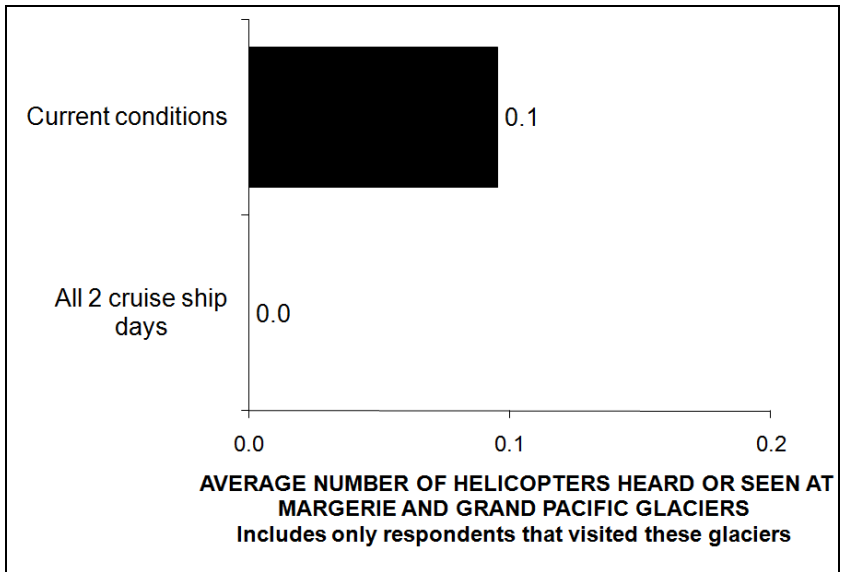 Current conditions
0.1
All 2 cruise ship
days
0.0
0.0
0.1
0.2
AVERAGE NUMBER OF HELICOPTERS HEARD OR SEEN AT
MARGERIE AND GRAND PACIFIC GLACIERS
Includes only respondents that visited these glaciers